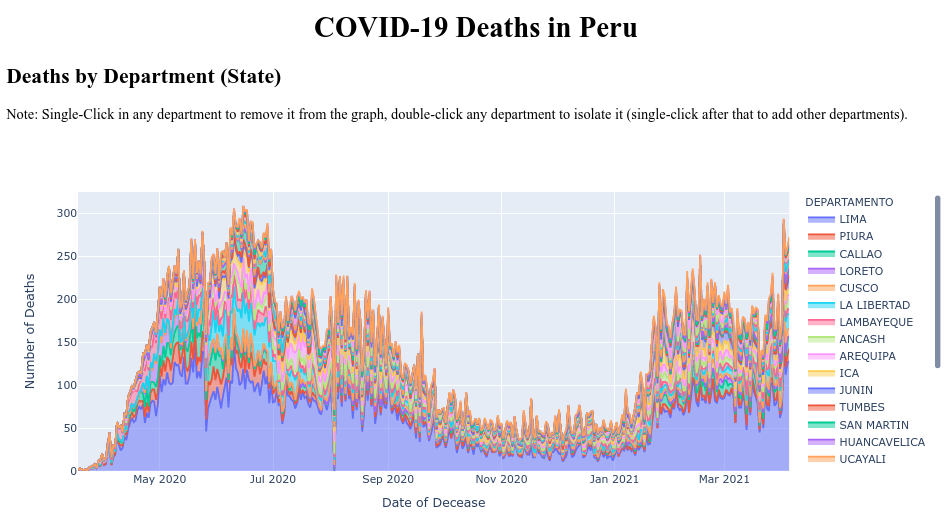 COVID-19 Deaths in Peru
Deaths by Department (State)
Note: Single-Click in any department to remove it from the graph, double-click any department to isolate it (single-click after that to add other departments).
Number of Deaths
300
250
200
150
100
50
0
May 2020
Jul 2020
Sep 2020
Nov 2020
Jan 2021
Mar 2021
Date of Decease
DEPARTAMENTO
LIMA
PIURA
CALLAO
LORETO
CUSCO
LA LIBERTAD
LAMBAYEQUE
ANCASH
AREQUIPA
ICA
JUNIN
TUMBES
SAN MARTIN
HUANCAVELICA
UCAYALI